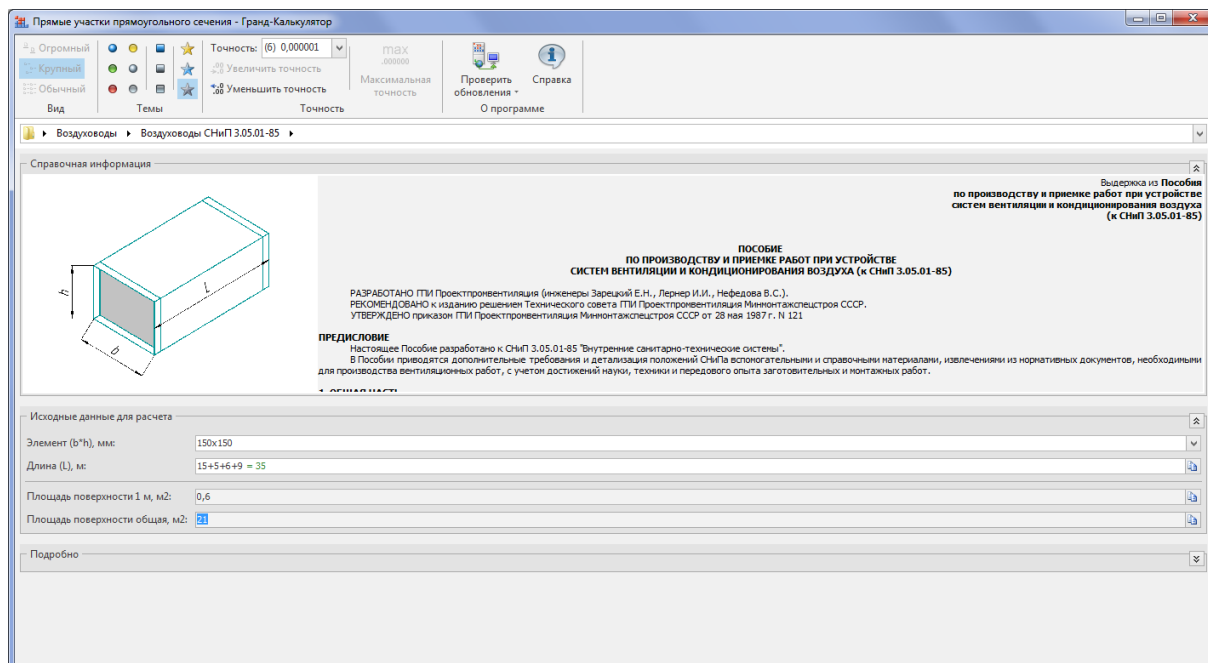 Прямые участки прямоугольного сечения - Гранд-Калькулятор
Огромный
Крупный
Обычный
Вид
Темы
Точность: (6) 0,000001
Увеличить точность
Уменьшить точность
max
.000000
Максимальная
точность
Точность
Проверить
обновления
Справка
О программе
Воздуховоды Воздуховоды СНиП 3.05.01-85
Справочная информация
h
L
b
Выдержка из Пособия
по производству и приемке работ при устройстве
систем вентиляции и кондиционирования воздуха
(к СНиП 3.05.01-85)
ПОСОБИЕ
ПО ПРОИЗВОДСТВУ И ПРИЕМКЕ РАБОТ ПРИ УСТРОЙСТВЕ
СИСТЕМ ВЕНТИЛЯЦИИ И КОНДИЦИОНИРОВАНИЯ ВОЗДУХА (к СНиП 3.05.01-85)
РАЗРАБОТАНО ГПИ Проектпромвентиляция (инженеры Зарецкий Е.Н., Лернер И.И., Нефедова В.С.).
РЕКОМЕНДОВАНО к изданию решением Технического совета ГПИ Проектпромвентиляция Минмонтажспецстроя СССР.
УТВЕРЖДЕНО приказом ГПИ Проектпромвентиляция Минмонтажспецстроя СССР от 28 мая 1987 г. N 121
ПРЕДИСЛОВИЕ
Настоящее Пособие разработано к СНиП 3.05.01-85 "Внутренние санитарно-технические системы".
В Пособии приводятся дополнительные требования и детализация положений СНиПа вспомогательными и справочными материалами, извлечениями из нормативных документов, необходимыми
для производства вентиляционных работ, с учетом достижений науки, техники и передового опыта заготовительных и монтажных работ.
1. ОБЩАЯ ЧАСТЬ
Исходные данные для расчета
Элемент (b*h), мм: 150x150
Длина (L), м: 15+5+6+9 = 35
Площадь поверхности 1 м, м2: 0,6
Площадь поверхности общая, м2: 21
Подробно